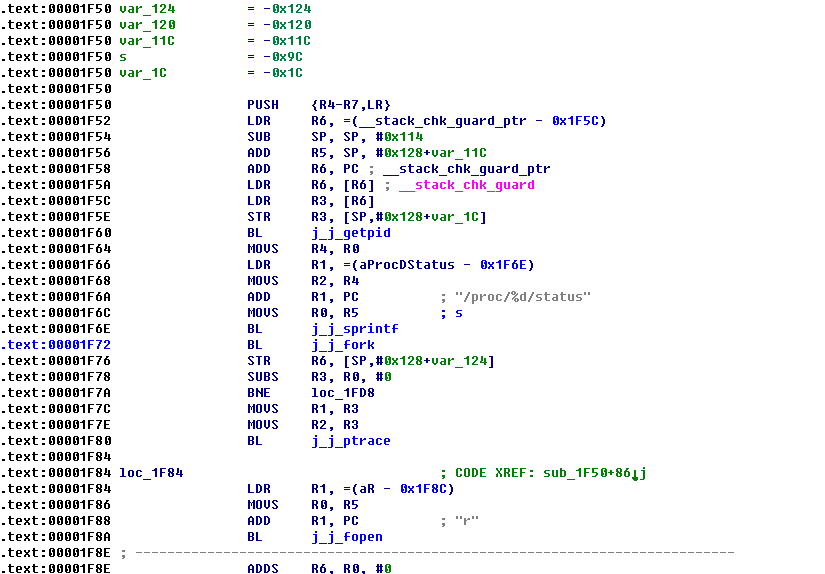 .text:00001F50 var_124         = -0x124
.text:00001F50 var_120         = -0x120
.text:00001F50 var_11C         = -0x11C
.text:00001F50 s               = -0x9C
.text:00001F50 var_1C          = -0x1C
.text:00001F50
.text:00001F50                 PUSH    {R4-R7,LR}
.text:00001F52                 LDR     R6, =(__stack_chk_guard_ptr - 0x1F5C)
.text:00001F54                 SUB     SP, SP, #0x114
.text:00001F56                 ADD     R5, SP, #0x128+var_11C
.text:00001F58                 ADD     R6, PC ; __stack_chk_guard_ptr
.text:00001F5A                 LDR     R6, [R6] ; __stack_chk_guard
.text:00001F5C                 LDR     R3, [R6]
.text:00001F5E                 STR     R3, [SP,#0x128+var_1C]
.text:00001F60                 BL      j_j_getpid
.text:00001F64                 MOVS    R4, R0
.text:00001F66                 LDR     R1, =(aProcDStatus - 0x1F6E)
.text:00001F68                 MOVS    R2, R4
.text:00001F6A                 ADD     R1, PC          ; "/proc/%d/status"
.text:00001F6C                 MOVS    R0, R5          ; s
.text:00001F6E                 BL      j_j_sprintf
.text:00001F72                 BL      j_j_fork
.text:00001F76                 STR     R6, [SP,#0x128+var_124]
.text:00001F78                 SUBS    R3, R0, #0
.text:00001F7A                 BNE     loc_1FD8
.text:00001F7C                 MOVS    R1, R3
.text:00001F7E                 MOVS    R2, R3
.text:00001F80                 BL      j_j_ptrace
.text:00001F84
.text:00001F84 loc_1F84                                ; CODE XREF: sub_1F50+86↓j
.text:00001F84                 LDR     R1, =(aR - 0x1F8C)
.text:00001F86                 MOVS    R0, R5
.text:00001F88                 ADD     R1, PC          ; "r"
.text:00001F8A                 BL      j_j_fopen
.text:00001F8E ; ---------------------------------------------------------------------------
.text:00001F8E                 ADDS    R6, R0, #0